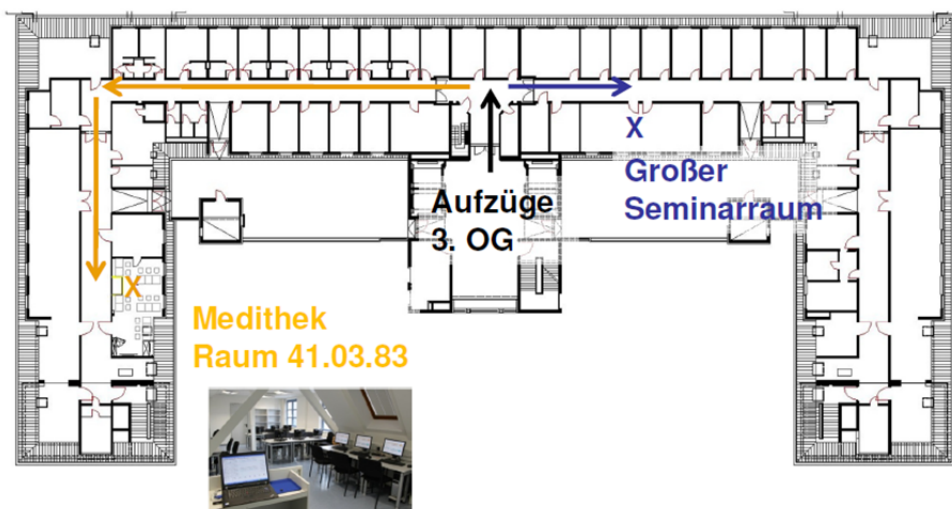 X
Großer
Seminarraum
Aufzüge
3. OG
X
Medithek
Raum 41.03.83